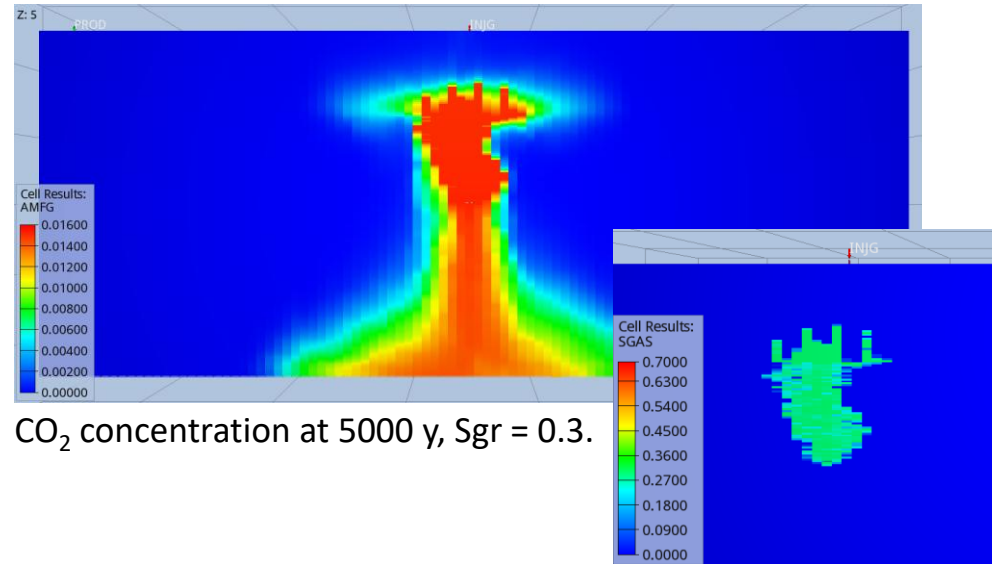 Z: 5
PROD
INJG
Cell Results:
AMFG
0.01600
0.01400
0.01200
0.01000
0.00800
0.00600
0.00400
0.00200
0.00000
INJG
Cell Results:
SGAS
0.7000
0.6300
0.5400
0.4500
0.3600
0.2700
0.1800
0.0900
0.0000
CO₂ concentration at 5000 y, Sgr = 0.3.